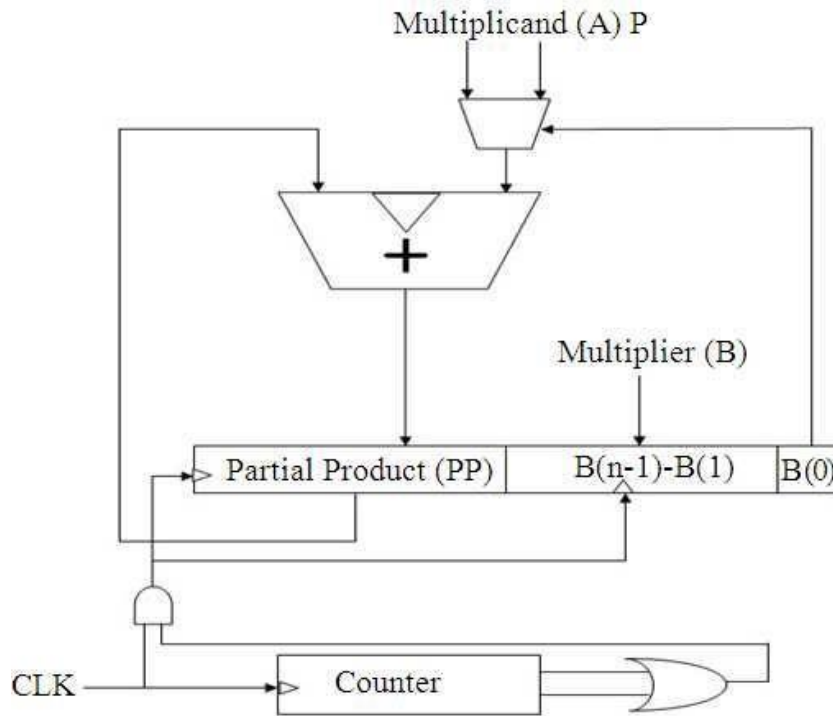 Multiplicand (A) P
+
Multiplier (B)
Partial Product (PP)
B(n-1)-B(1)
B(0)
CLK
Counter